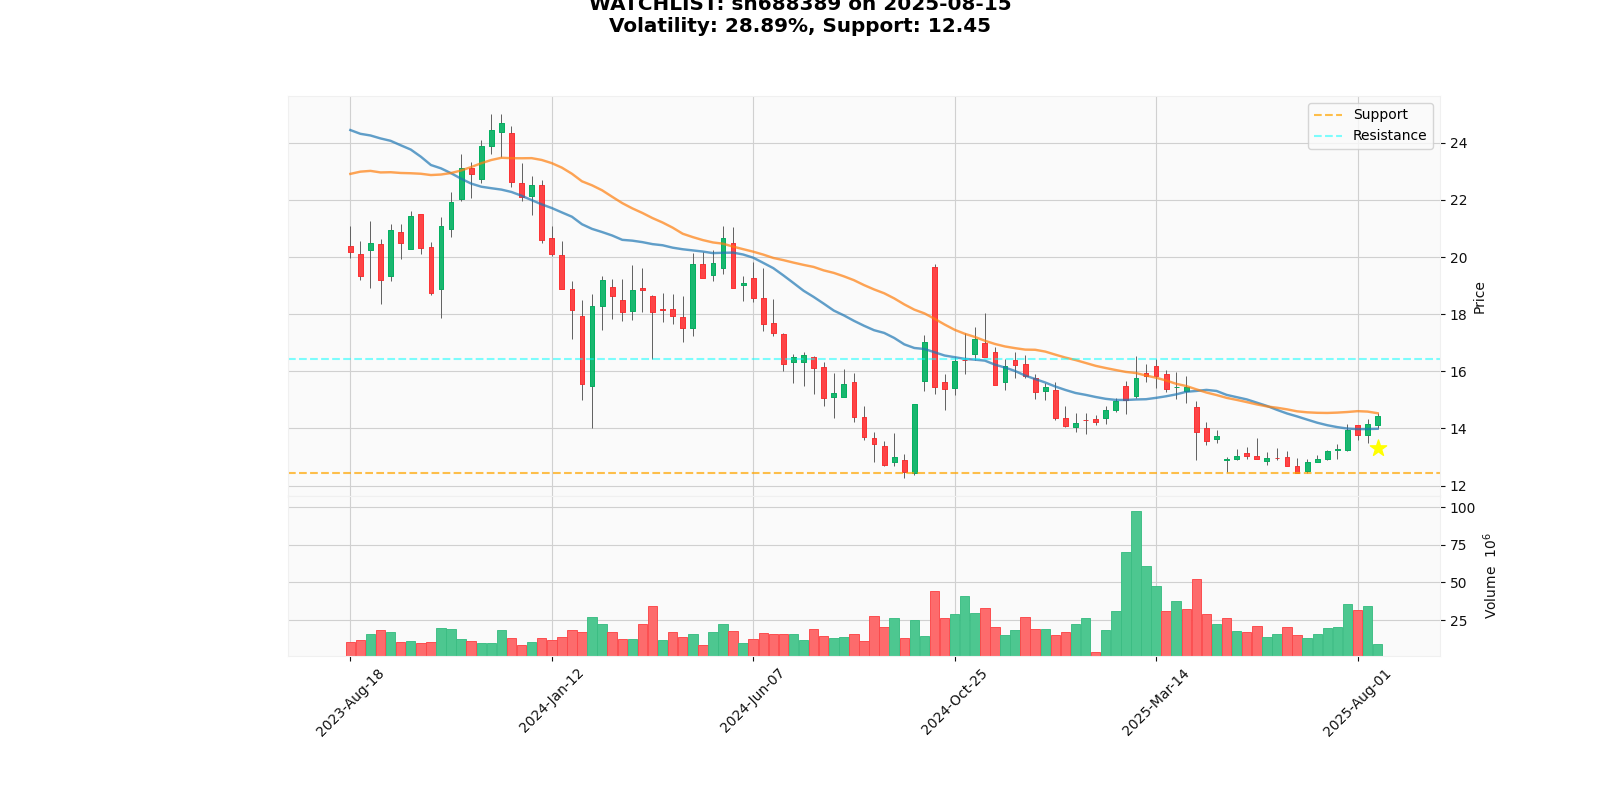 WATCHLIST: sh688389 on 2025-08-15
Volatility: 28.89%, Support: 12.45
Support
Resistance
24
22
20
18
16
14
12
Price
100
75
50
25
Volume 10⁶
2023-Aug-18
2024-Jan-12
2024-Jun-07
2024-Oct-25
2025-Mar-14
2025-Aug-01